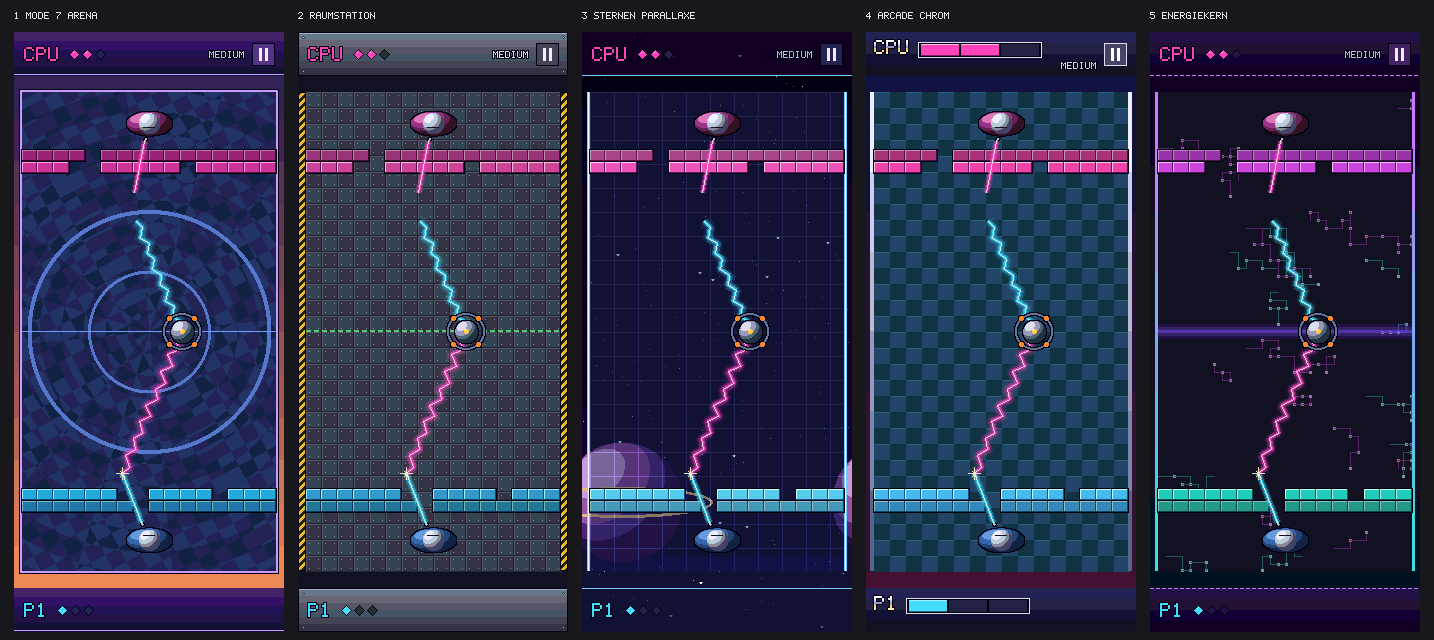 1 MODE 7 ARENA
CPU MEDIUM
P1
2 RAUMSTATION
CPU MEDIUM
P1
3 STERNEN PARALLAXE
CPU MEDIUM
P1
4 ARCADE CHROM
CPU
MEDIUM
P1
5 ENERGIEKERN
CPU MEDIUM
P1